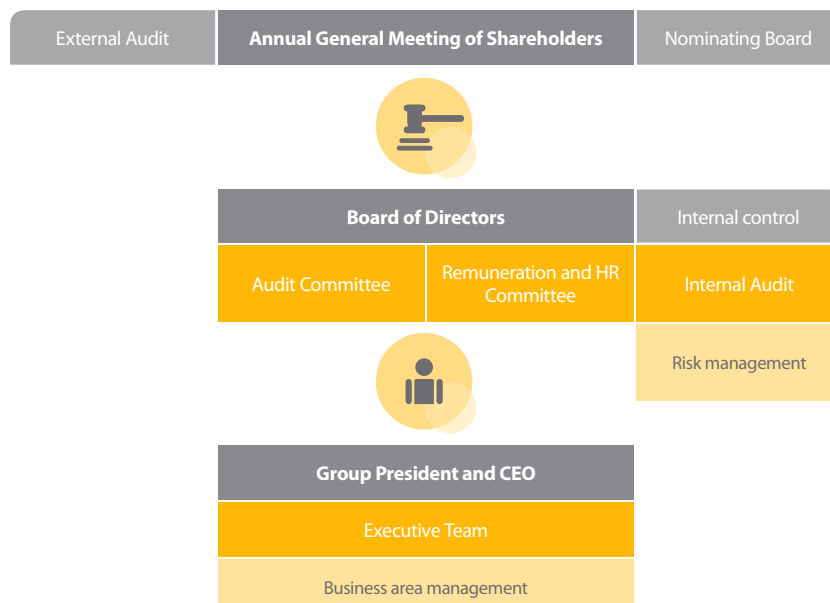 External Audit
Annual General Meeting of Shareholders
Nominating Board
Board of Directors
Internal control
Audit Committee
Remuneration and HR
Committee
Internal Audit
Risk management
Group President and CEO
Executive Team
Business area management